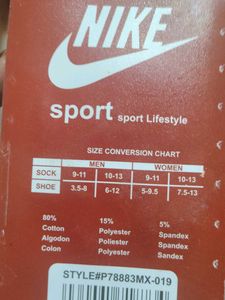 NIKE
sport sport Lifestyle
SIZE CONVERSION CHART
MEN WOMEN
SOCK 9-11 10-13 9-11 10-13
SHOE 3.5-8 6-12 5-9.5 7.5-13
80% 15% 5%
Cotton Polyester Spandex
Algodon Poliester Spandex
Colon Polyester Sandex
STYLE#P78883MX-019